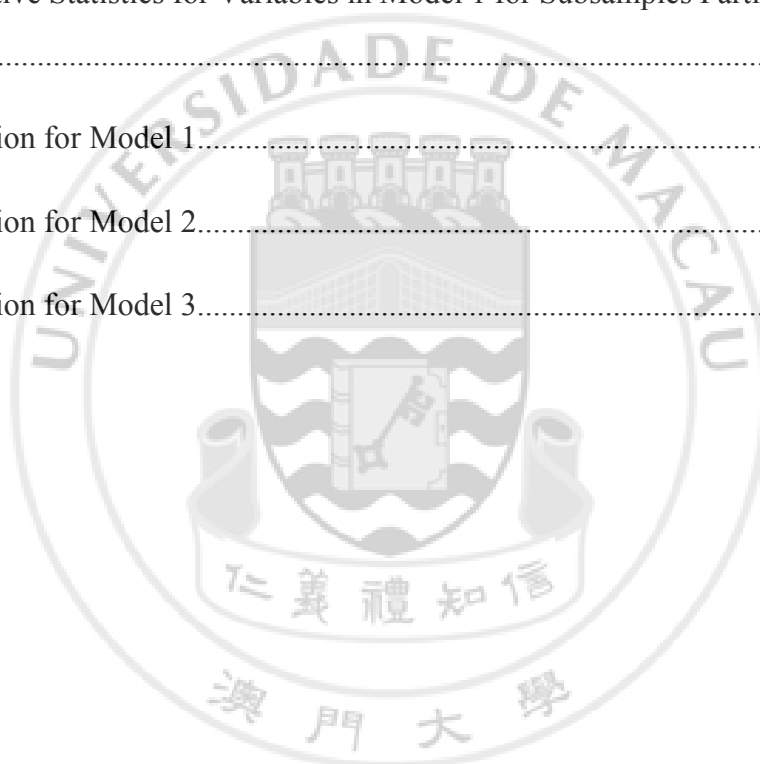 ive Statistics for Variables in Model 1 for Subsamples Parti
................................................................................
ion for Model 1................................................................
ion for Model 2................................................................
ion for Model 3................................................................
UNIVERSIDADE DE MACAU
仁義禮知信
澳門大學